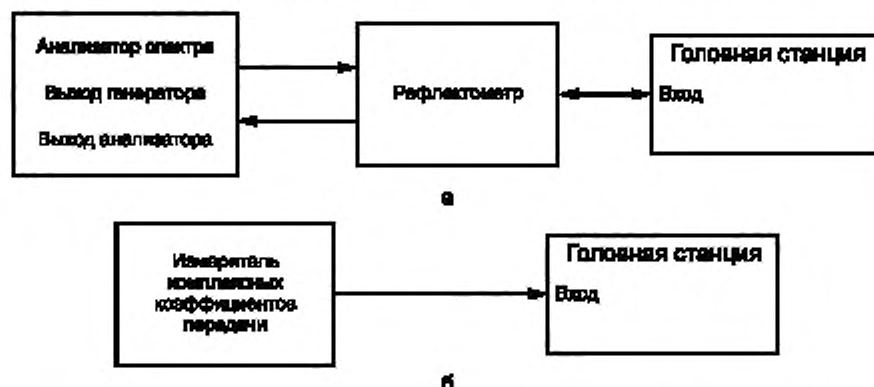 Анализатор спектра
Выход генератора
Выход анализатора
Рефлектометр
Головная станция
Вход
а
Измеритель
комплексных
коэффициентов
передачи
Головная станция
Вход
б